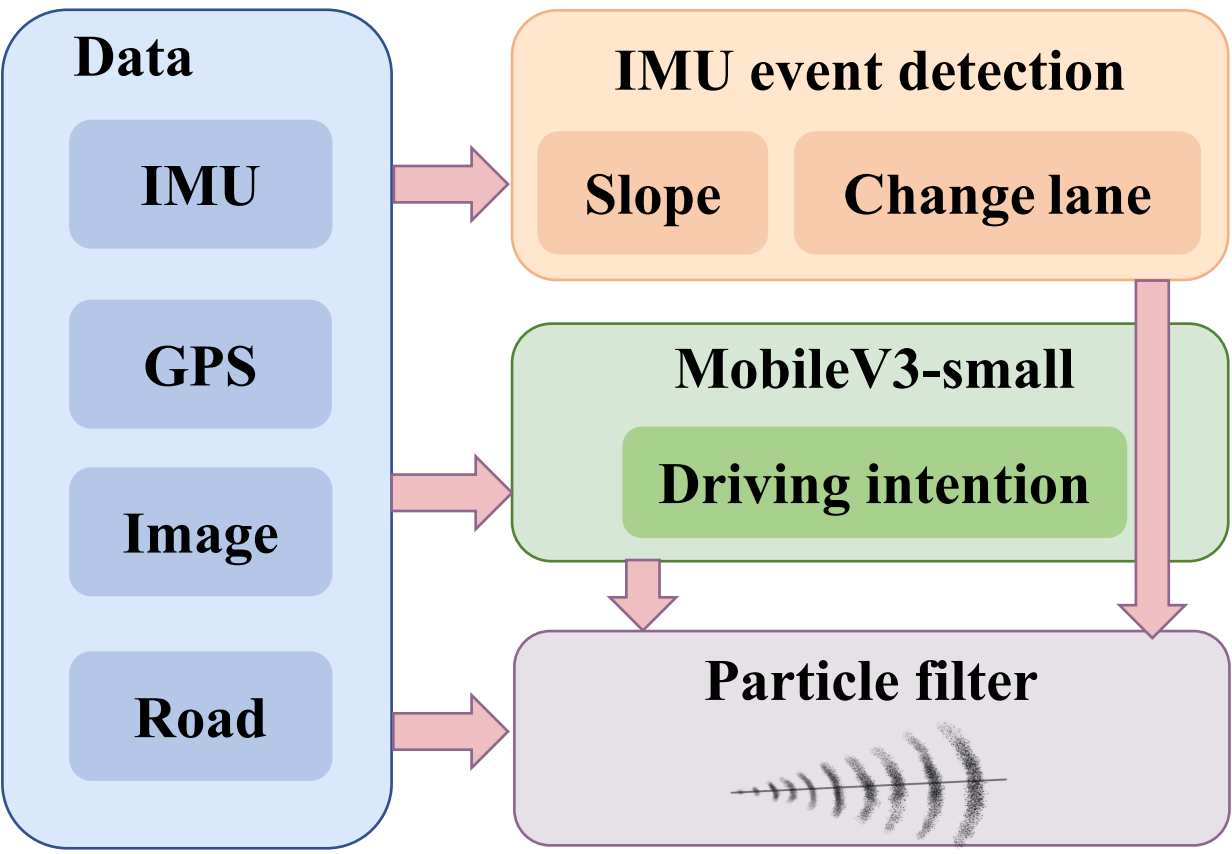 Data
IMU
GPS
Image
Road
IMU event detection
Slope
Change lane
MobileV3-small
Driving intention
Particle filter